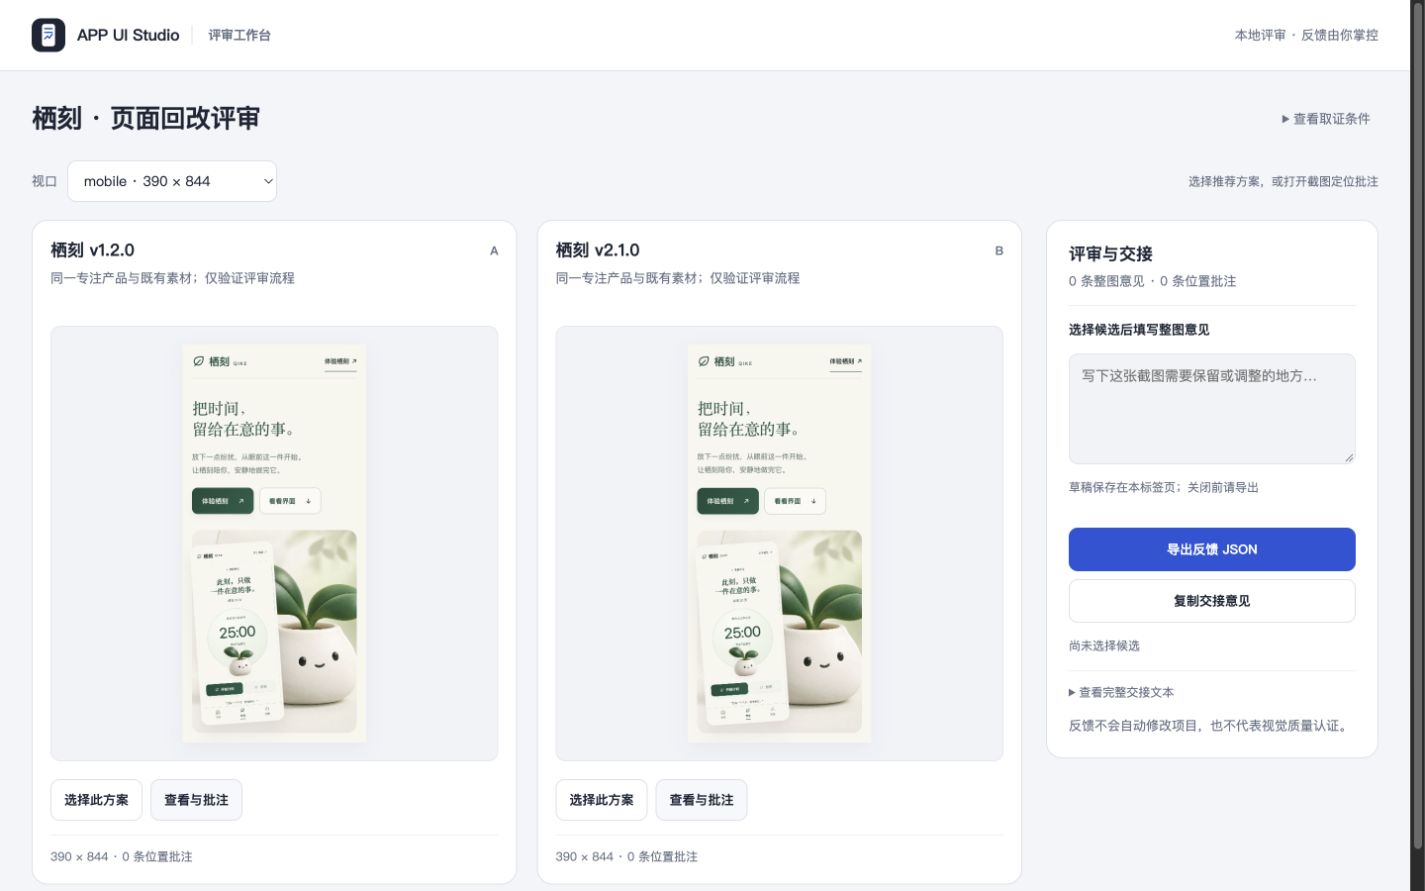 APP UI Studio
评审工作台
本地评审 · 反馈由你掌控
栖刻 · 页面回改评审
▶ 查看取证条件
视口
mobile · 390 × 844
选择推荐方案，或打开截图定位批注
栖刻 v1.2.0
A
同一专注产品与既有素材；仅验证评审流程
栖刻 QIKE
体验栖刻 ↗
把时间，
留给在意的事。
放下一点纷扰，从眼前这一件开始。
让栖刻陪你，安静地做完它。
体验栖刻 ↗
看看界面 ↓
此刻，只做
一件在意的事。
25:00
选择此方案
查看与批注
390 × 844 · 0 条位置批注
栖刻 v2.1.0
B
同一专注产品与既有素材；仅验证评审流程
栖刻 QIKE
体验栖刻 ↗
把时间，
留给在意的事。
放下一点纷扰，从眼前这一件开始。
让栖刻陪你，安静地做完它。
体验栖刻 ↗
看看界面 ↓
此刻，只做
一件在意的事。
25:00
选择此方案
查看与批注
390 × 844 · 0 条位置批注
评审与交接
0 条整图意见 · 0 条位置批注
选择候选后填写整图意见
写下这张截图需要保留或调整的地方...
草稿保存在本标签页；关闭前请导出
导出反馈 JSON
复制交接意见
尚未选择候选
▶ 查看完整交接文本
反馈不会自动修改项目，也不代表视觉质量认证。